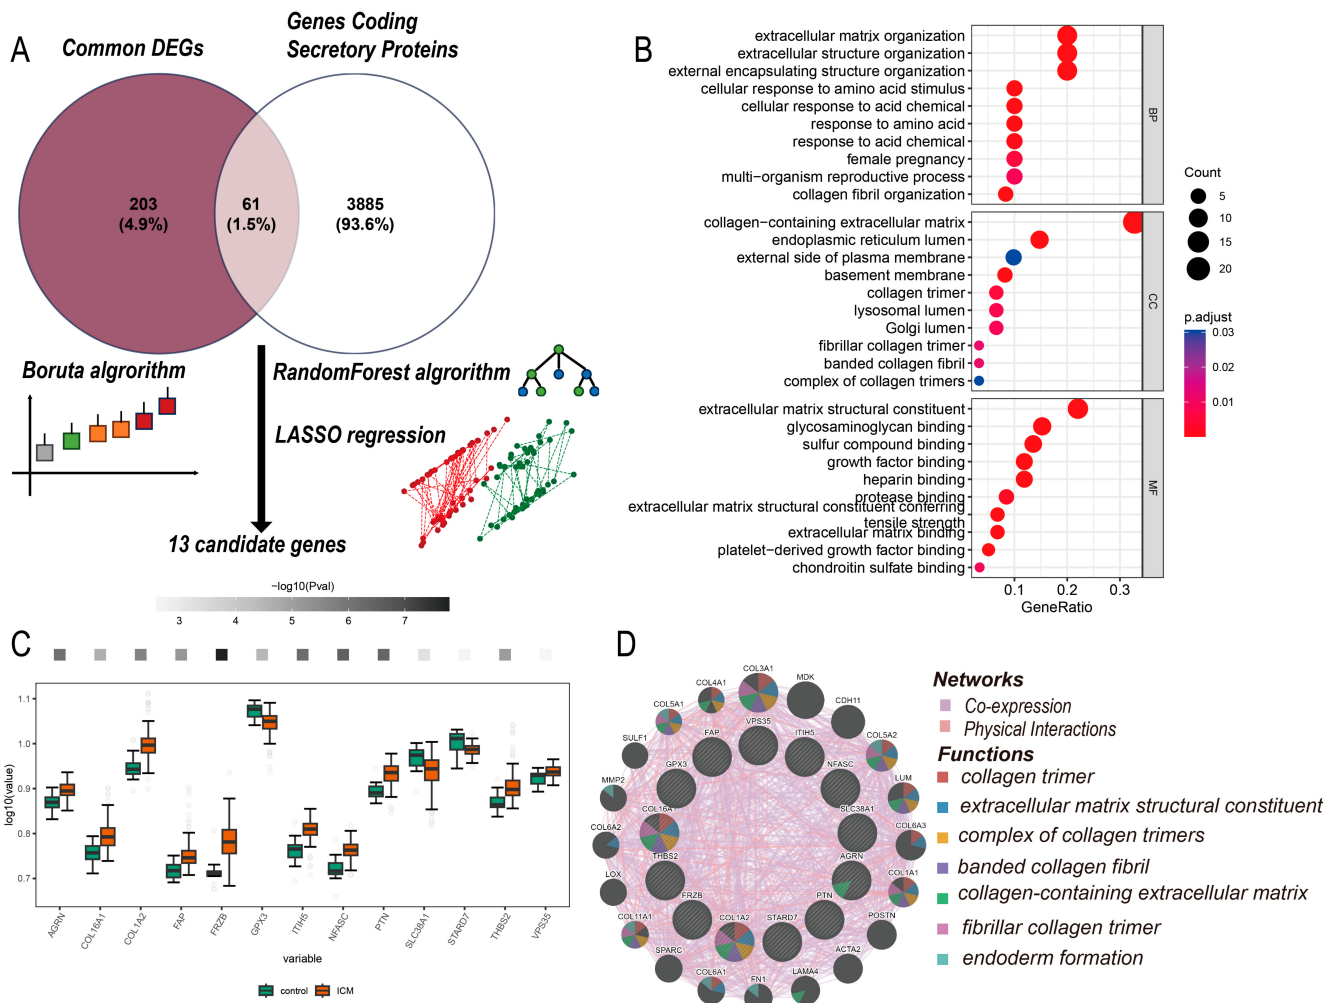 A
Common DEGs
Genes Coding
Secretory Proteins
203
(4.9%)
61
(1.5%)
3885
(93.6%)
Boruta algrorithm
RandomForest algorithm
LASSO regression
13 candidate genes
B
extracellular matrix organization
extracellular structure organization
external encapsulating structure organization
cellular response to amino acid stimulus
cellular response to acid chemical
response to amino acid
response to acid chemical
female pregnancy
multi−organism reproductive process
collagen fibril organization
BP
collagen−containing extracellular matrix
endoplasmic reticulum lumen
external side of plasma membrane
basement membrane
collagen trimer
lysosomal lumen
Golgi lumen
fibrillar collagen trimer
banded collagen fibril
complex of collagen trimers
CC
extracellular matrix structural constituent
glycosaminoglycan binding
sulfur compound binding
growth factor binding
heparin binding
protease binding
extracellular matrix structural constituent conferring
tensile strength
extracellular matrix binding
platelet−derived growth factor binding
chondroitin sulfate binding
MF
0.1
0.2
0.3
GeneRatio
Count
5
10
15
20
p.adjust
0.03
0.02
0.01
C
−log10(Pval)
3
4
5
6
7
log10(value)
1.1
1.0
0.9
0.8
0.7
AGRN
COL16A1
COL1A2
FAP
FRZB
GPX3
ITIH5
NFASC
PTN
SLC38A1
STARD7
THBS2
VPS35
variable
control
ICM
D
COL3A1
MDK
COL4A1
CDH11
COL5A1
VPS35
FAP
ITIH5
COL5A2
SULF1
GPX3
NFASC
MMP2
LUM
COL16A1
SLC38A1
COL6A2
COL6A3
THBS2
AGRN
LOX
COL1A1
FRZB
PTN
COL11A1
COL1A2
STARD7
POSTN
SPARC
ACTA2
COL6A1
FN1
LAMA4
Networks
Co-expression
Physical Interactions
Functions
collagen trimer
extracellular matrix structural constituent
complex of collagen trimers
banded collagen fibril
collagen-containing extracellular matrix
fibrillar collagen trimer
endoderm formation